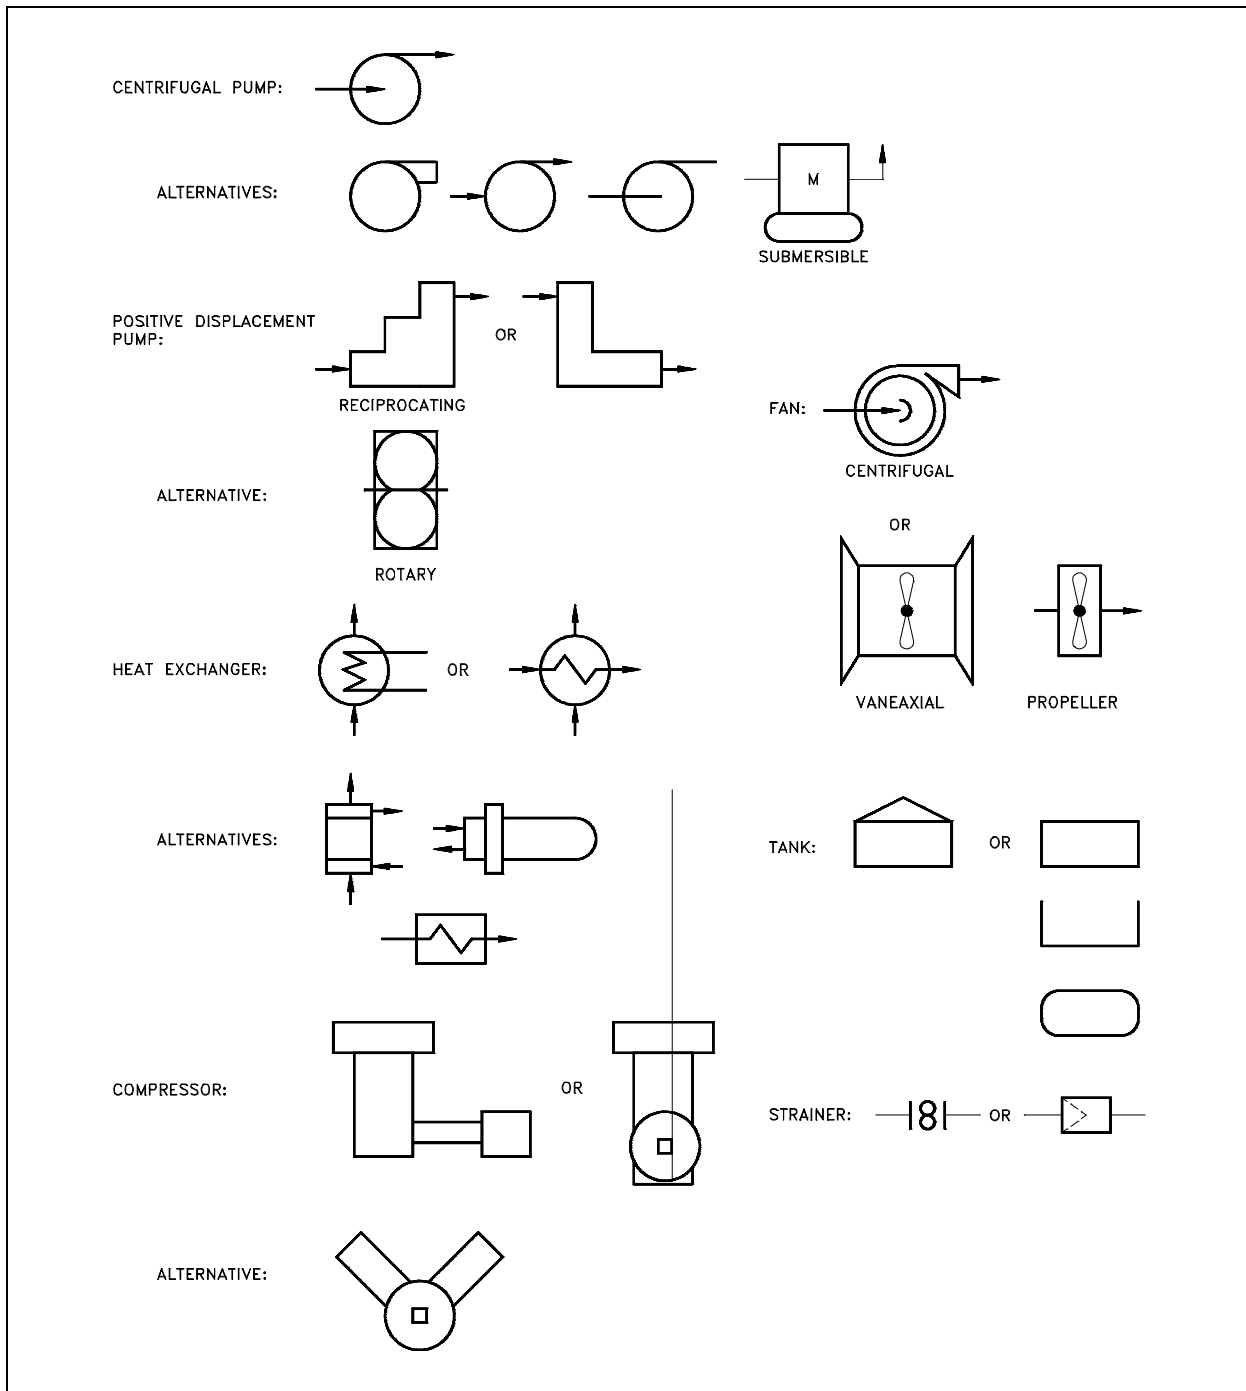 CENTRIFUGAL PUMP:
ALTERNATIVES:
M
SUBMERSIBLE
POSITIVE DISPLACEMENT
PUMP:
OR
RECIPROCATING
FAN:
CENTRIFUGAL
ALTERNATIVE:
OR
ROTARY
HEAT EXCHANGER:
OR
VANEAXIAL
PROPELLER
ALTERNATIVES:
TANK:
OR
COMPRESSOR:
OR
STRAINER:
OR
ALTERNATIVE: